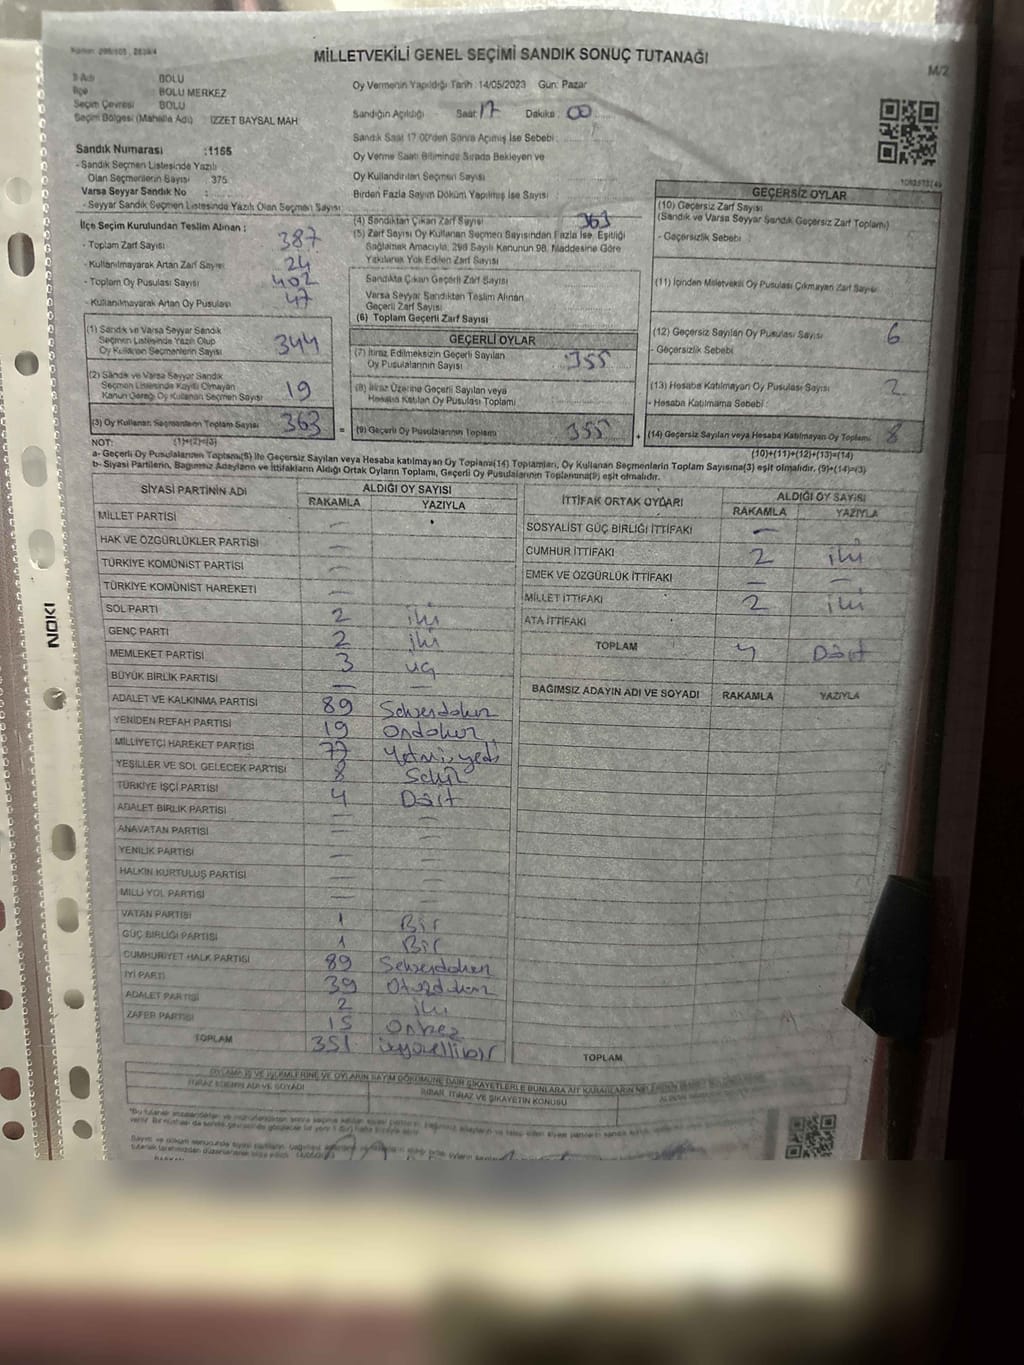 MİLLETVEKİLİ GENEL SEÇİMİ SANDIK SONUÇ TUTANAĞI
M/2
İl Adı BOLU
İlçe BOLU MERKEZ
Seçim Çevresi BOLU
Seçim Bölgesi (Mahalle Adı) IZZET BAYSAL MAH
Sandık Numarası :1165
- Sandık Seçmen Listesinde Yazılı
Olan Seçmenlerin Sayısı 375
Varsa Seyyar Sandık No :
- Seyyar Sandık Seçmen Listesinde Yazılı Olan Seçmen Sayısı
Oy Vermenin Yapıldığı Tarih 14/05/2023 Gün: Pazar
Sandığın Açıldığı Saat 17 Dakika 00
Sandık Saat 17.00'den Sonra Açılmış İse Sebebi
Oy Verme Saati Bitiminde Sırada Bekleyen ve
Oy Kullandırılan Seçmen Sayısı
Birden Fazla Sayım Döküm Yapılmış İse Sayısı
İlçe Seçim Kurulundan Teslim Alınan ;
- Toplam Zarf Sayısı 387
- Kullanılmayarak Artan Zarf Sayısı 24
- Toplam Oy Pusulası Sayısı 402
- Kullanılmayarak Artan Oy Pusulası 47
(1) Sandık ve Varsa Seyyar Sandık
Seçmen Listesinde Yazılı Olup
Oy Kullanan Seçmenlerin Sayısı 344
(2) Sandık ve Varsa Seyyar Sandık
Seçmen Listesinde Kayıtlı Olmayan
Kanun Gereği Oy Kullanan Seçmen Sayısı 19
(3) Oy Kullanan Seçmenlerin Toplam Sayısı 363
(4) Sandıktan Çıkan Zarf Sayısı 363
(5) Zarf Sayısı Oy Kullanan Seçmen Sayısından Fazla İse, Eşitliği
Sağlamak Amacıyla, 298 Sayılı Kanunun 98. Maddesine Göre
Yakılarak Yok Edilen Zarf Sayısı
Sandıkta Çıkan Geçerli Zarf Sayısı
Varsa Seyyar Sandıktan Teslim Alınan
Geçerli Zarf Sayısı
(6) Toplam Geçerli Zarf Sayısı
GEÇERLİ OYLAR
(7) İtiraz Edilmeksizin Geçerli Sayılan
Oy Pusulalarının Sayısı 355
(8) İtiraz Üzerine Geçerli Sayılan veya
Hesaba Katılan Oy Pusulası Toplamı
= (9) Geçerli Oy Pusulalarının Toplamı 355
GEÇERSİZ OYLAR
(10) Geçersiz Zarf Sayısı
(Sandık ve Varsa Seyyar Sandık Geçersiz Zarf Toplamı)
- Geçersizlik Sebebi
(11) İçinden Milletvekili Oy Pusulası Çıkmayan Zarf Sayısı
(12) Geçersiz Sayılan Oy Pusulası Sayısı 6
- Geçersizlik Sebebi
(13) Hesaba Katılmayan Oy Pusulası Sayısı 2
- Hesaba Katılmama Sebebi :
+ (14) Geçersiz Sayılan veya Hesaba Katılmayan Oy Toplamı 8
NOT: (1)+(2)=(3) (10)+(11)+(12)+(13)=(14)
a- Geçerli Oy Pusulalarının Toplamı(9) ile Geçersiz Sayılan veya Hesaba katılmayan Oy Toplamı(14) Toplamları, Oy Kullanan Seçmenlerin Toplam Sayısına(3) eşit olmalıdır. (9)+(14)=(3)
b- Siyasi Partilerin, Bağımsız Adayların ve İttifakların Aldığı Ortak Oyların Toplamı, Geçerli Oy Pusulalarının Toplamına(9) eşit olmalıdır.
SİYASİ PARTİNİN ADI ALDIĞI OY SAYISI
RAKAMLA YAZIYLA
MİLLET PARTİSİ —
HAK VE ÖZGÜRLÜKLER PARTİSİ —
TÜRKİYE KOMÜNİST PARTİSİ —
TÜRKİYE KOMÜNİST HAREKETİ —
SOL PARTİ 2 iki
GENÇ PARTİ 2 iki
MEMLEKET PARTİSİ 3 üç
BÜYÜK BİRLİK PARTİSİ — —
ADALET VE KALKINMA PARTİSİ 89 Seksendokuz
YENİDEN REFAH PARTİSİ 19 Ondokuz
MİLLİYETÇİ HAREKET PARTİSİ 77 Yetmişyedi
YEŞİLLER VE SOL GELECEK PARTİSİ 8 Sekiz
TÜRKİYE İŞÇİ PARTİSİ 4 Dört
ADALET BİRLİK PARTİSİ — —
ANAVATAN PARTİSİ — —
YENİLİK PARTİSİ — —
HALKIN KURTULUŞ PARTİSİ — —
MİLLİ YOL PARTİSİ — —
VATAN PARTİSİ 1 Bir
GÜÇ BİRLİĞİ PARTİSİ 1 Bir
CUMHURİYET HALK PARTİSİ 89 Seksendokuz
İYİ PARTİ 39 Otuzdokuz
ADALET PARTİSİ 2 iki
ZAFER PARTİSİ 15 Onbeş
TOPLAM 351 üçyüzellibir
İTTİFAK ORTAK OYLARI ALDIĞI OY SAYISI
RAKAMLA YAZIYLA
SOSYALİST GÜÇ BİRLİĞİ İTTİFAKI —
CUMHUR İTTİFAKI 2 iki
EMEK VE ÖZGÜRLÜK İTTİFAKI — —
MİLLET İTTİFAKI 2 iki
ATA İTTİFAKI
TOPLAM 4 Dört
BAĞIMSIZ ADAYIN ADI VE SOYADI RAKAMLA YAZIYLA
TOPLAM
İTİRAZ EDENİN ADI VE SOYADI
İHBAR, İTİRAZ VE ŞİKAYETİN KONUSU
NOKI